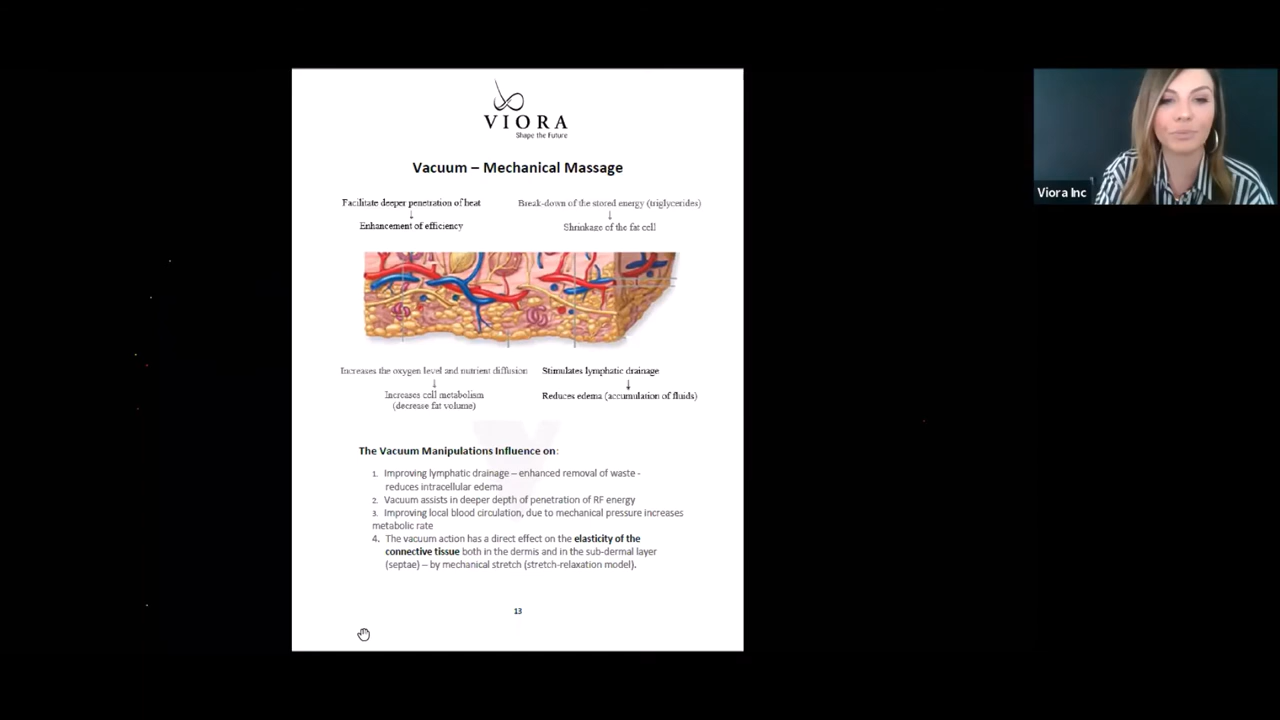 VIORA
Shape the Future
Vacuum – Mechanical Massage
Facilitate deeper penetration of heat
↓
Enhancement of efficiency
Break-down of the stored energy (triglycerides)
↓
Shrinkage of the fat cell
Increases the oxygen level and nutrient diffusion
↓
Increases cell metabolism
(decrease fat volume)
Stimulates lymphatic drainage
↓
Reduces edema (accumulation of fluids)
The Vacuum Manipulations Influence on:
1. Improving lymphatic drainage – enhanced removal of waste -
reduces intracellular edema
2. Vacuum assists in deeper depth of penetration of RF energy
3. Improving local blood circulation, due to mechanical pressure increases
metabolic rate
4. The vacuum action has a direct effect on the elasticity of the
connective tissue both in the dermis and in the sub-dermal layer
(septae) – by mechanical stretch (stretch-relaxation model).
13
Viora Inc